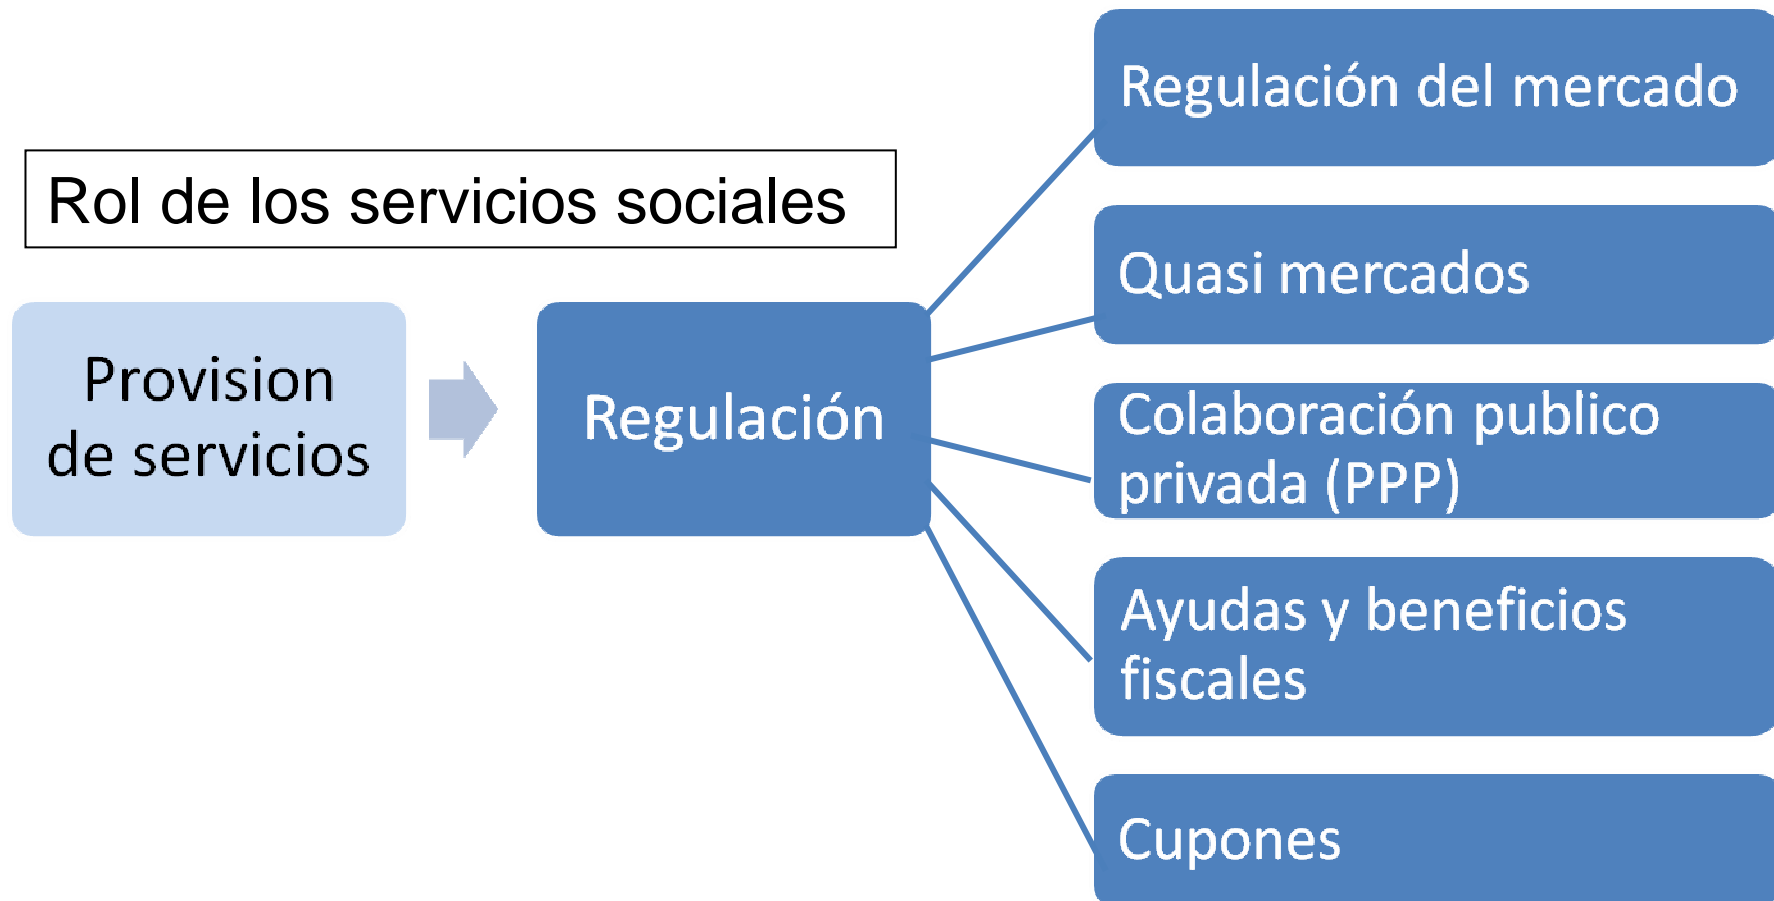 Rol de los servicios sociales
Provision
de servicios
Regulación
Regulación del mercado
Quasi mercados
Colaboración publico
privada (PPP)
Ayudas y beneficios
fiscales
Cupones